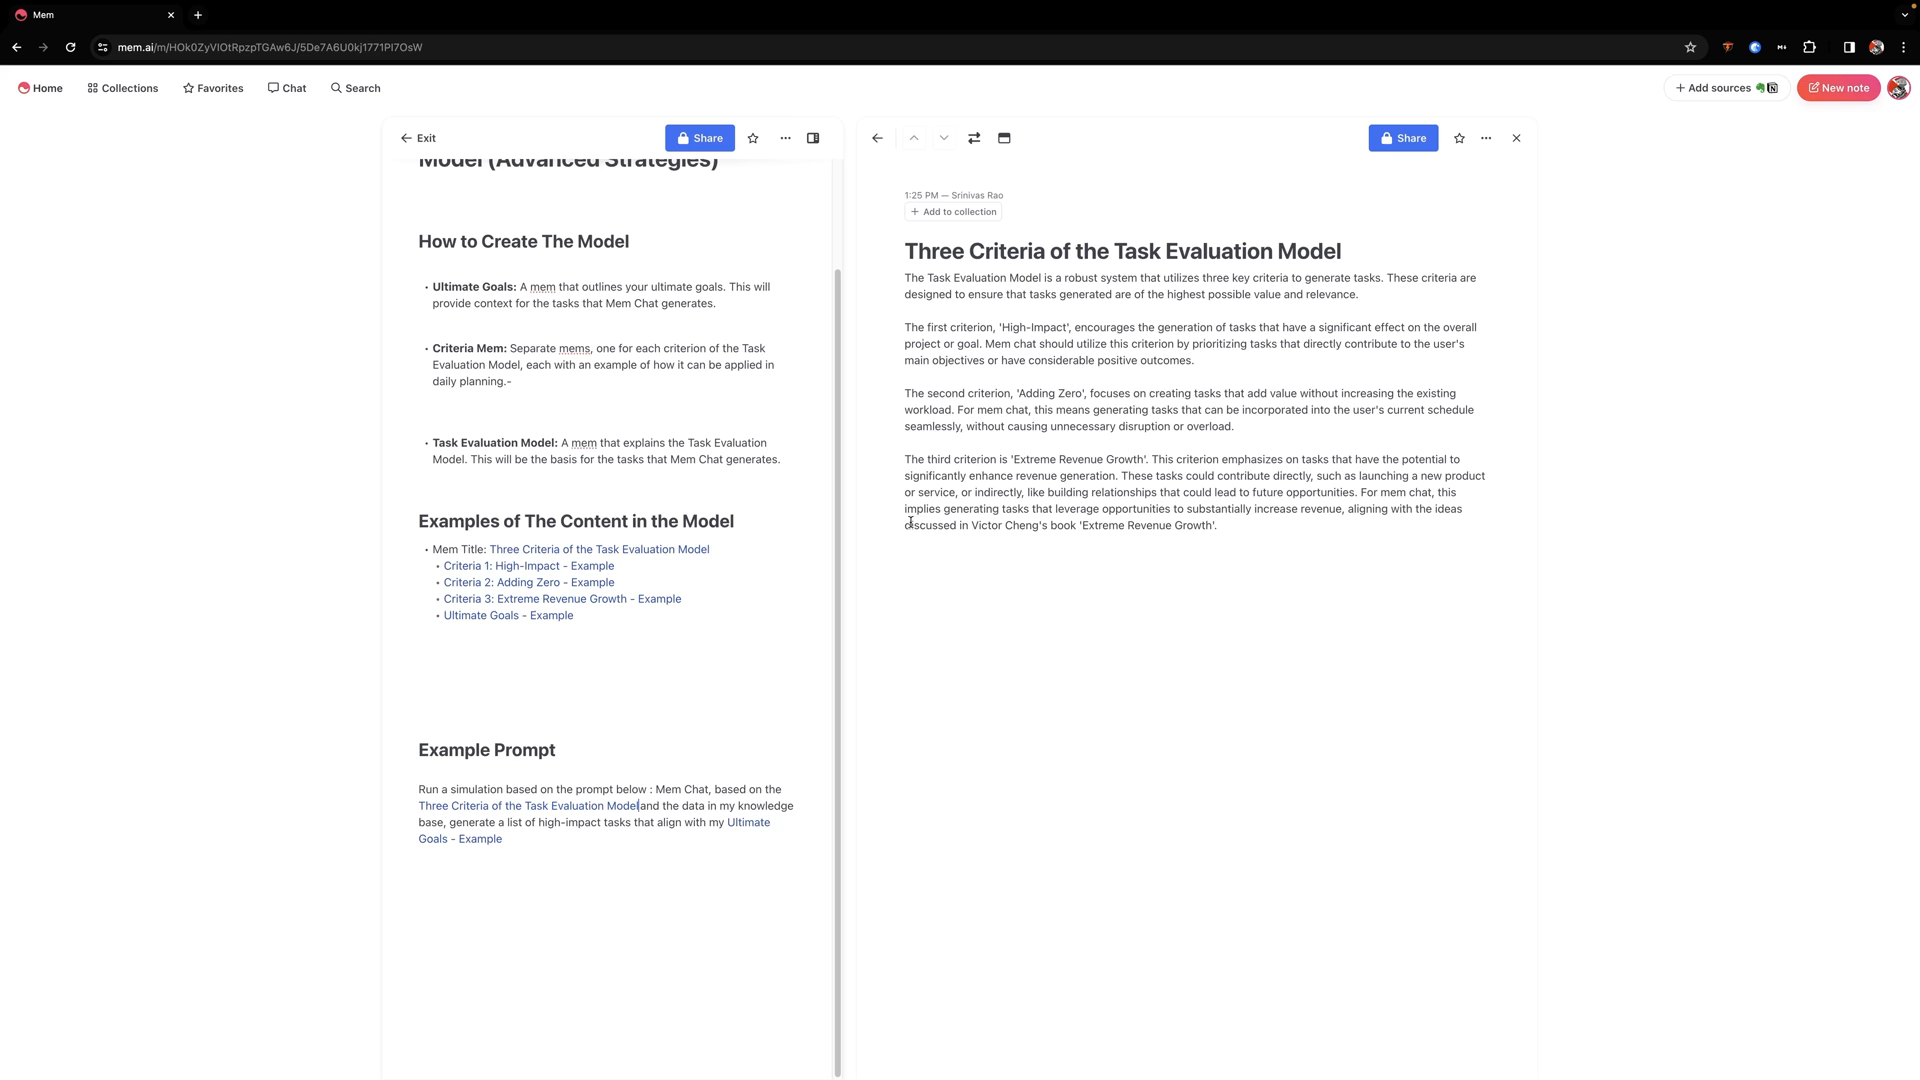 Mem
mem.ai/m/HOk0ZyVIOtRpzpTGAw6J/5De7A6U0kj1771PI7OsW
Home
Collections
Favorites
Chat
Search
Add sources
New note
Exit
Share
Share
Model (Advanced Strategies)
How to Create The Model
• Ultimate Goals: A mem that outlines your ultimate goals. This will
provide context for the tasks that Mem Chat generates.
• Criteria Mem: Separate mems, one for each criterion of the Task
Evaluation Model, each with an example of how it can be applied in
daily planning.-
• Task Evaluation Model: A mem that explains the Task Evaluation
Model. This will be the basis for the tasks that Mem Chat generates.
Examples of The Content in the Model
• Mem Title: Three Criteria of the Task Evaluation Model
• Criteria 1: High-Impact - Example
• Criteria 2: Adding Zero - Example
• Criteria 3: Extreme Revenue Growth - Example
• Ultimate Goals - Example
Example Prompt
Run a simulation based on the prompt below : Mem Chat, based on the
Three Criteria of the Task Evaluation Model and the data in my knowledge
base, generate a list of high-impact tasks that align with my Ultimate
Goals - Example
1:25 PM — Srinivas Rao
Add to collection
Three Criteria of the Task Evaluation Model
The Task Evaluation Model is a robust system that utilizes three key criteria to generate tasks. These criteria are
designed to ensure that tasks generated are of the highest possible value and relevance.
The first criterion, 'High-Impact', encourages the generation of tasks that have a significant effect on the overall
project or goal. Mem chat should utilize this criterion by prioritizing tasks that directly contribute to the user's
main objectives or have considerable positive outcomes.
The second criterion, 'Adding Zero', focuses on creating tasks that add value without increasing the existing
workload. For mem chat, this means generating tasks that can be incorporated into the user's current schedule
seamlessly, without causing unnecessary disruption or overload.
The third criterion is 'Extreme Revenue Growth'. This criterion emphasizes on tasks that have the potential to
significantly enhance revenue generation. These tasks could contribute directly, such as launching a new product
or service, or indirectly, like building relationships that could lead to future opportunities. For mem chat, this
implies generating tasks that leverage opportunities to substantially increase revenue, aligning with the ideas
discussed in Victor Cheng's book 'Extreme Revenue Growth'.